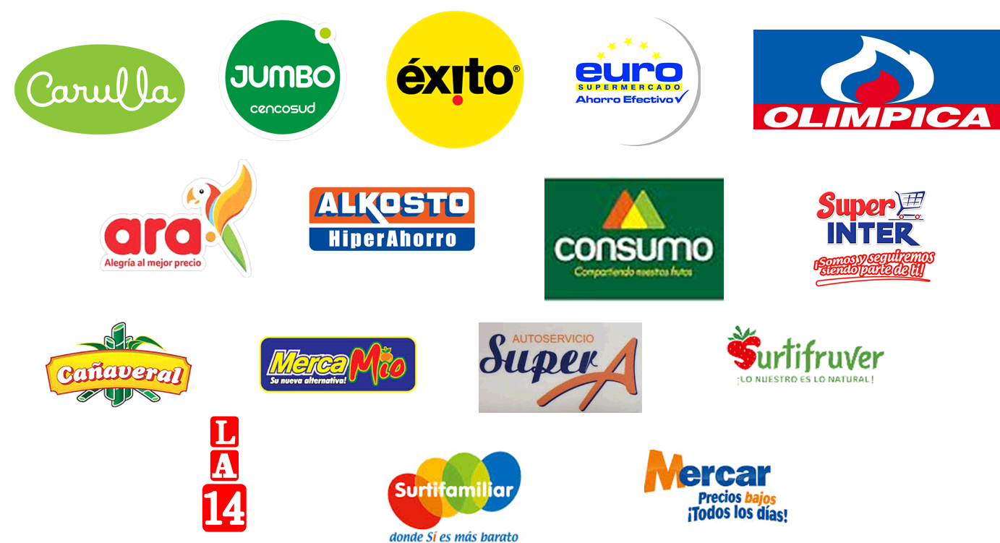 Carulla
JUMBO
cencosud
éxito®
euro
SUPERMERCADO
Ahorro Efectivo
OLIMPICA
ara
Alegría al mejor precio
ALKOSTO
HiperAhorro
consumo
Compartiendo nuestros frutos
Super
INTER
¡Somos y seguiremos
siendo parte de ti!
Cañaveral
MercaMío
Su nueva alternativa!
AUTOSERVICIO
Super A
Surtifruver
¡LO NUESTRO ES LO NATURAL!
L
A
14
Surtifamiliar
donde Sí es más barato
Mercar
Precios bajos
¡Todos los días!